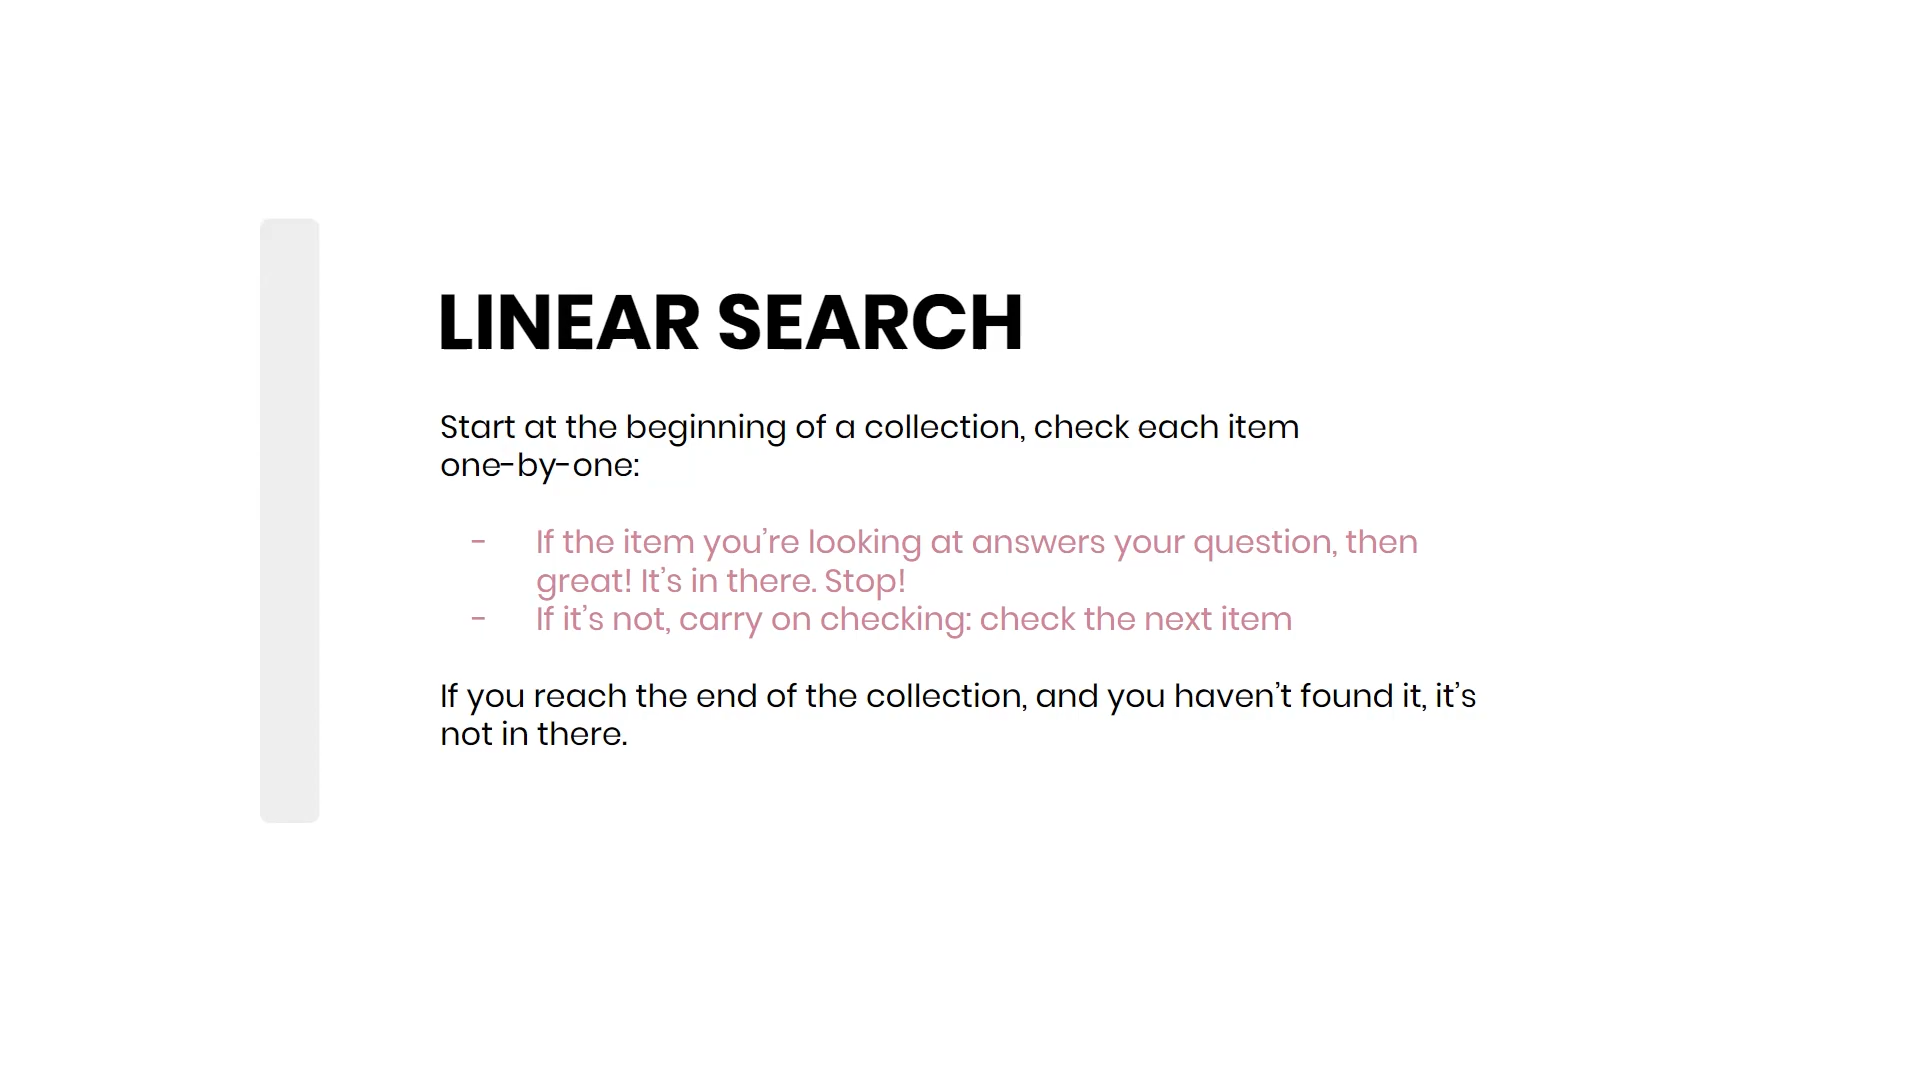 LINEAR SEARCH
Start at the beginning of a collection, check each item
one-by-one:
- If the item you’re looking at answers your question, then
great! It’s in there. Stop!
- If it’s not, carry on checking: check the next item
If you reach the end of the collection, and you haven’t found it, it’s
not in there.